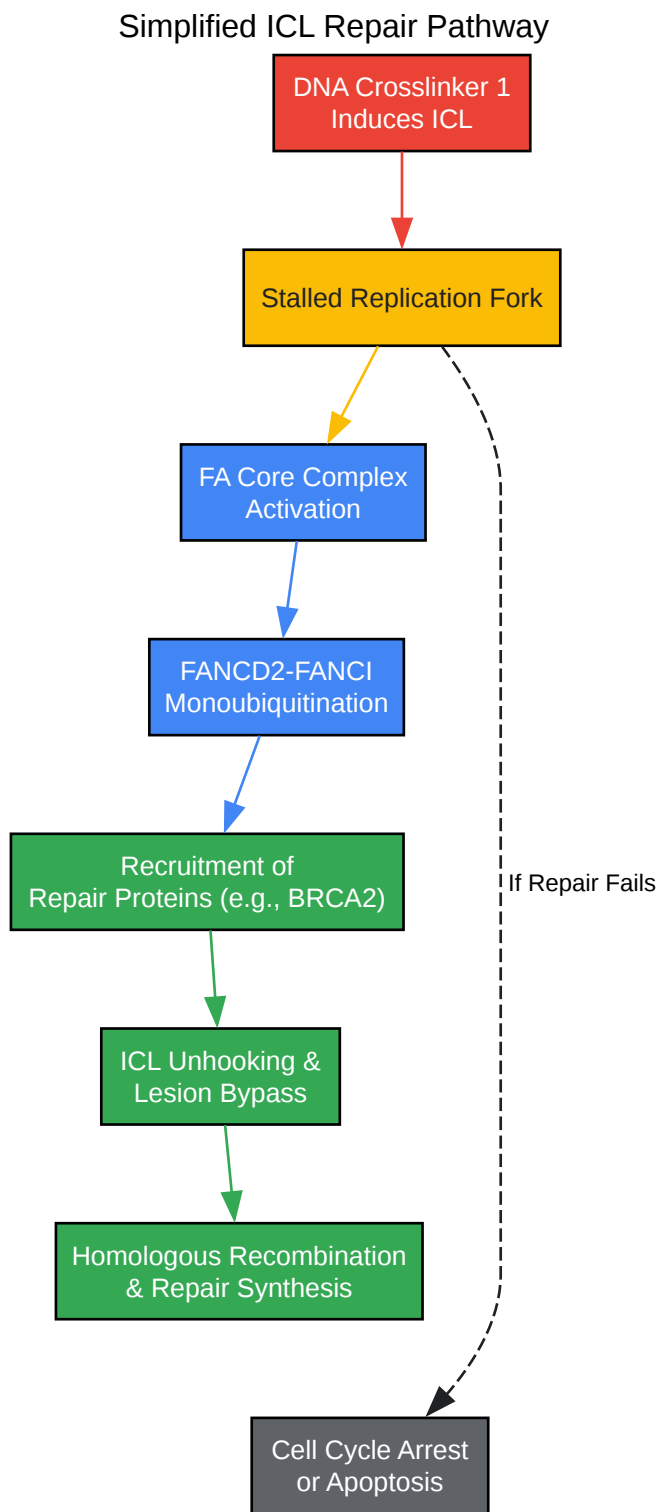 Simplified ICL Repair Pathway
DNA Crosslinker 1
Induces ICL
Stalled Replication Fork
FA Core Complex
Activation
FANCD2-FANCI
Monoubiquitination
Recruitment of
Repair Proteins (e.g., BRCA2)
If Repair Fails
ICL Unhooking &
Lesion Bypass
Homologous Recombination
& Repair Synthesis
Cell Cycle Arrest
or Apoptosis